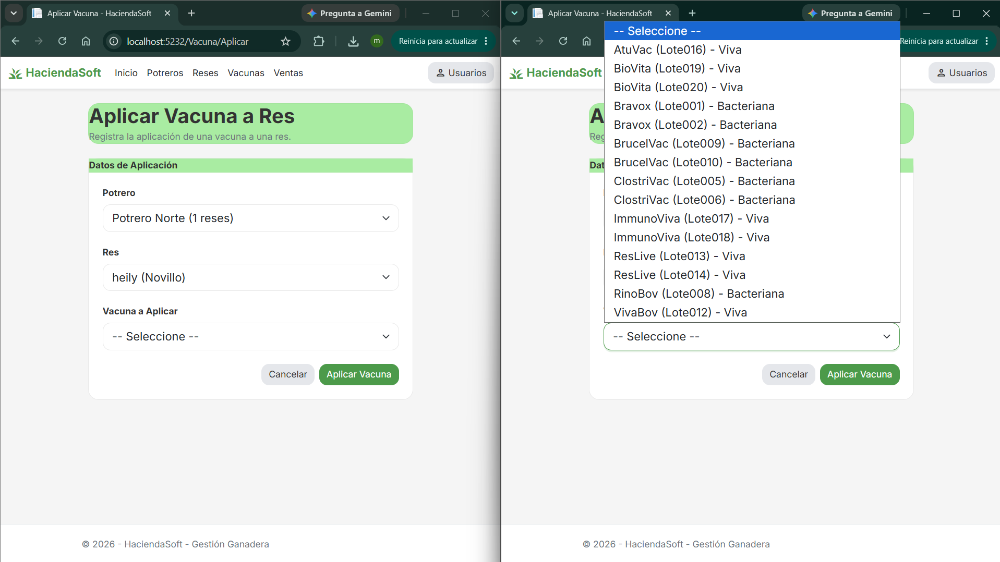 Aplicar Vacuna - HaciendaSoft
Pregunta a Gemini
localhost:5232/Vacuna/Aplicar
m
Reinicia para actualizar
HaciendaSoft
Inicio
Potreros
Reses
Vacunas
Ventas
Usuarios
Aplicar Vacuna a Res
Registra la aplicación de una vacuna a una res.
Datos de Aplicación
Potrero
Potrero Norte (1 reses)
Res
heily (Novillo)
Vacuna a Aplicar
-- Seleccione --
Cancelar
Aplicar Vacuna
© 2026 - HaciendaSoft - Gestión Ganadera
Aplicar Vacuna - HaciendaSoft
Pregunta a Gemini
Reinicia para actualizar
HaciendaSoft
Usuarios
A
Reg
Dat
-- Seleccione --
AtuVac (Lote016) - Viva
BioVita (Lote019) - Viva
BioVita (Lote020) - Viva
Bravox (Lote001) - Bacteriana
Bravox (Lote002) - Bacteriana
BrucelVac (Lote009) - Bacteriana
BrucelVac (Lote010) - Bacteriana
ClostriVac (Lote005) - Bacteriana
ClostriVac (Lote006) - Bacteriana
ImmunoViva (Lote017) - Viva
ImmunoViva (Lote018) - Viva
ResLive (Lote013) - Viva
ResLive (Lote014) - Viva
RinoBov (Lote008) - Bacteriana
VivaBov (Lote012) - Viva
-- Seleccione --
Cancelar
Aplicar Vacuna
© 2026 - HaciendaSoft - Gestión Ganadera